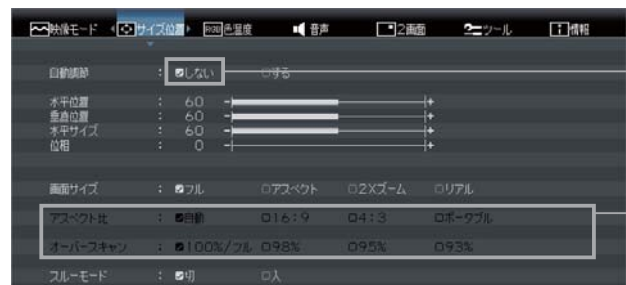 映像モード サイズ位置 RGB色温度 音声 2画面 ツール 情報
自動調節 : しない する
水平位置 : 60 - +
垂直位置 : 60 - +
水平サイズ : 60 - +
位相 : 0 - +
画面サイズ : フル アスペクト 2Xズーム リアル
アスペクト比 : 自動 16:9 4:3 ポータブル
オーバースキャン : 100%/フル 98% 95% 93%
スルーモード : 切 入